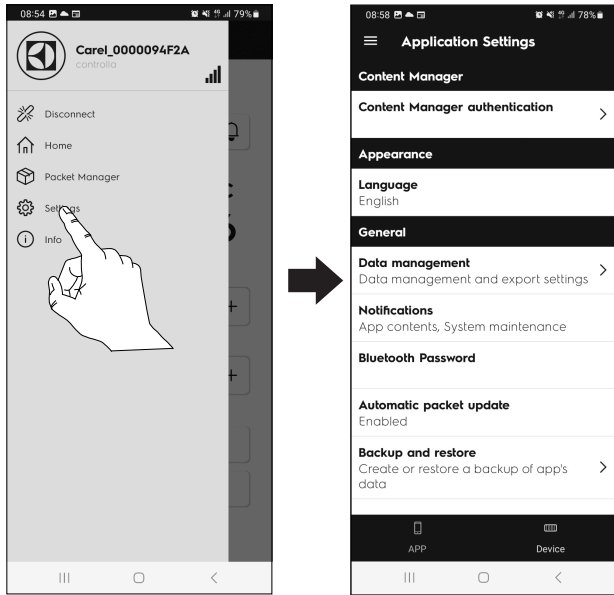 08:54
79%
Carel_0000094F2A
controlla
Disconnect
Home
Packet Manager
Settings
Info
08:58
78%
Application Settings
Content Manager
Content Manager authentication
Appearance
Language
English
General
Data management
Data management and export settings
Notifications
App contents, System maintenance
Bluetooth Password
Automatic packet update
Enabled
Backup and restore
Create or restore a backup of app's
data
APP
Device